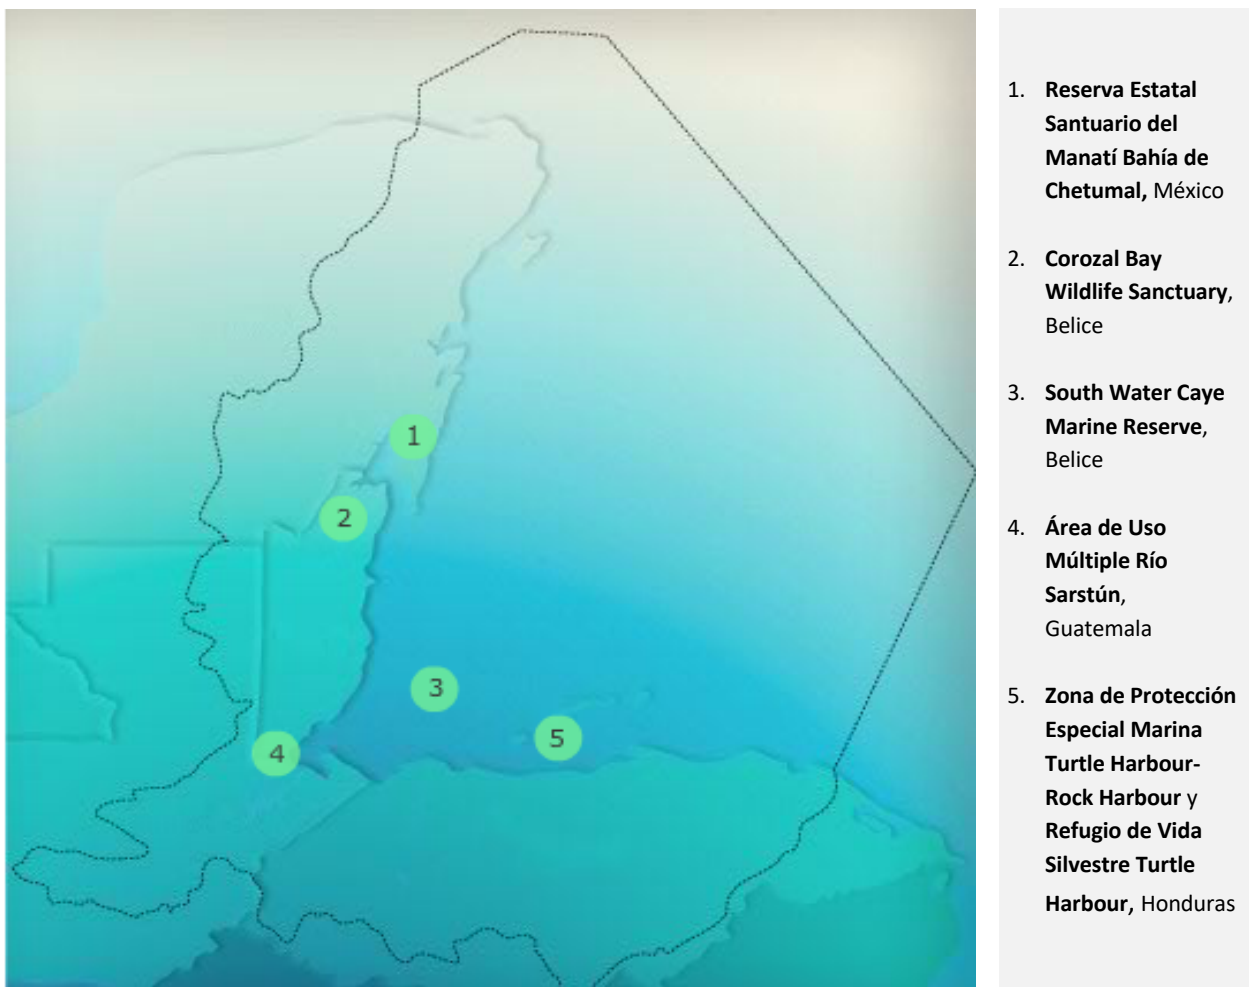 1
2
3
4
5
1. Reserva Estatal
Santuario del
Manatí Bahía de
Chetumal, México
2. Corozal Bay
Wildlife Sanctuary,
Belice
3. South Water Caye
Marine Reserve,
Belice
4. Área de Uso
Múltiple Río
Sarstún,
Guatemala
5. Zona de Protección
Especial Marina
Turtle Harbour-
Rock Harbour y
Refugio de Vida
Silvestre Turtle
Harbour, Honduras